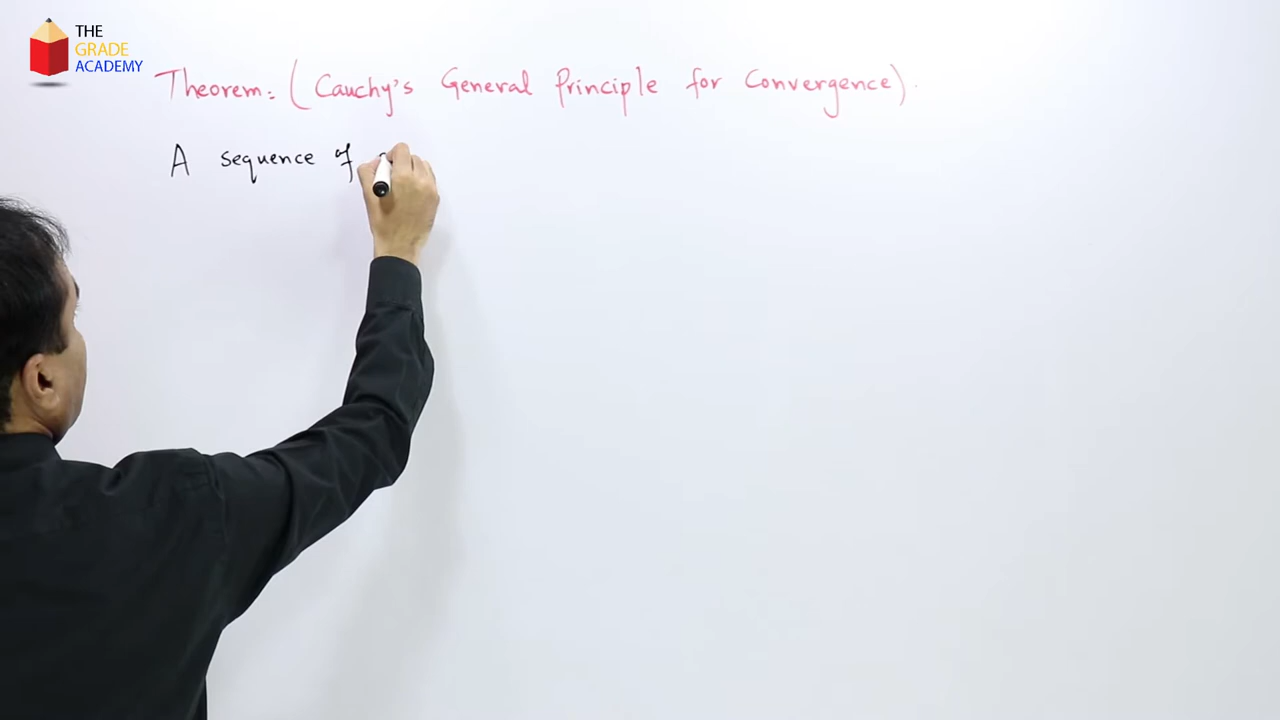 THE
GRADE
ACADEMY
Theorem: (Cauchy's General Principle for Convergence).
A sequence of